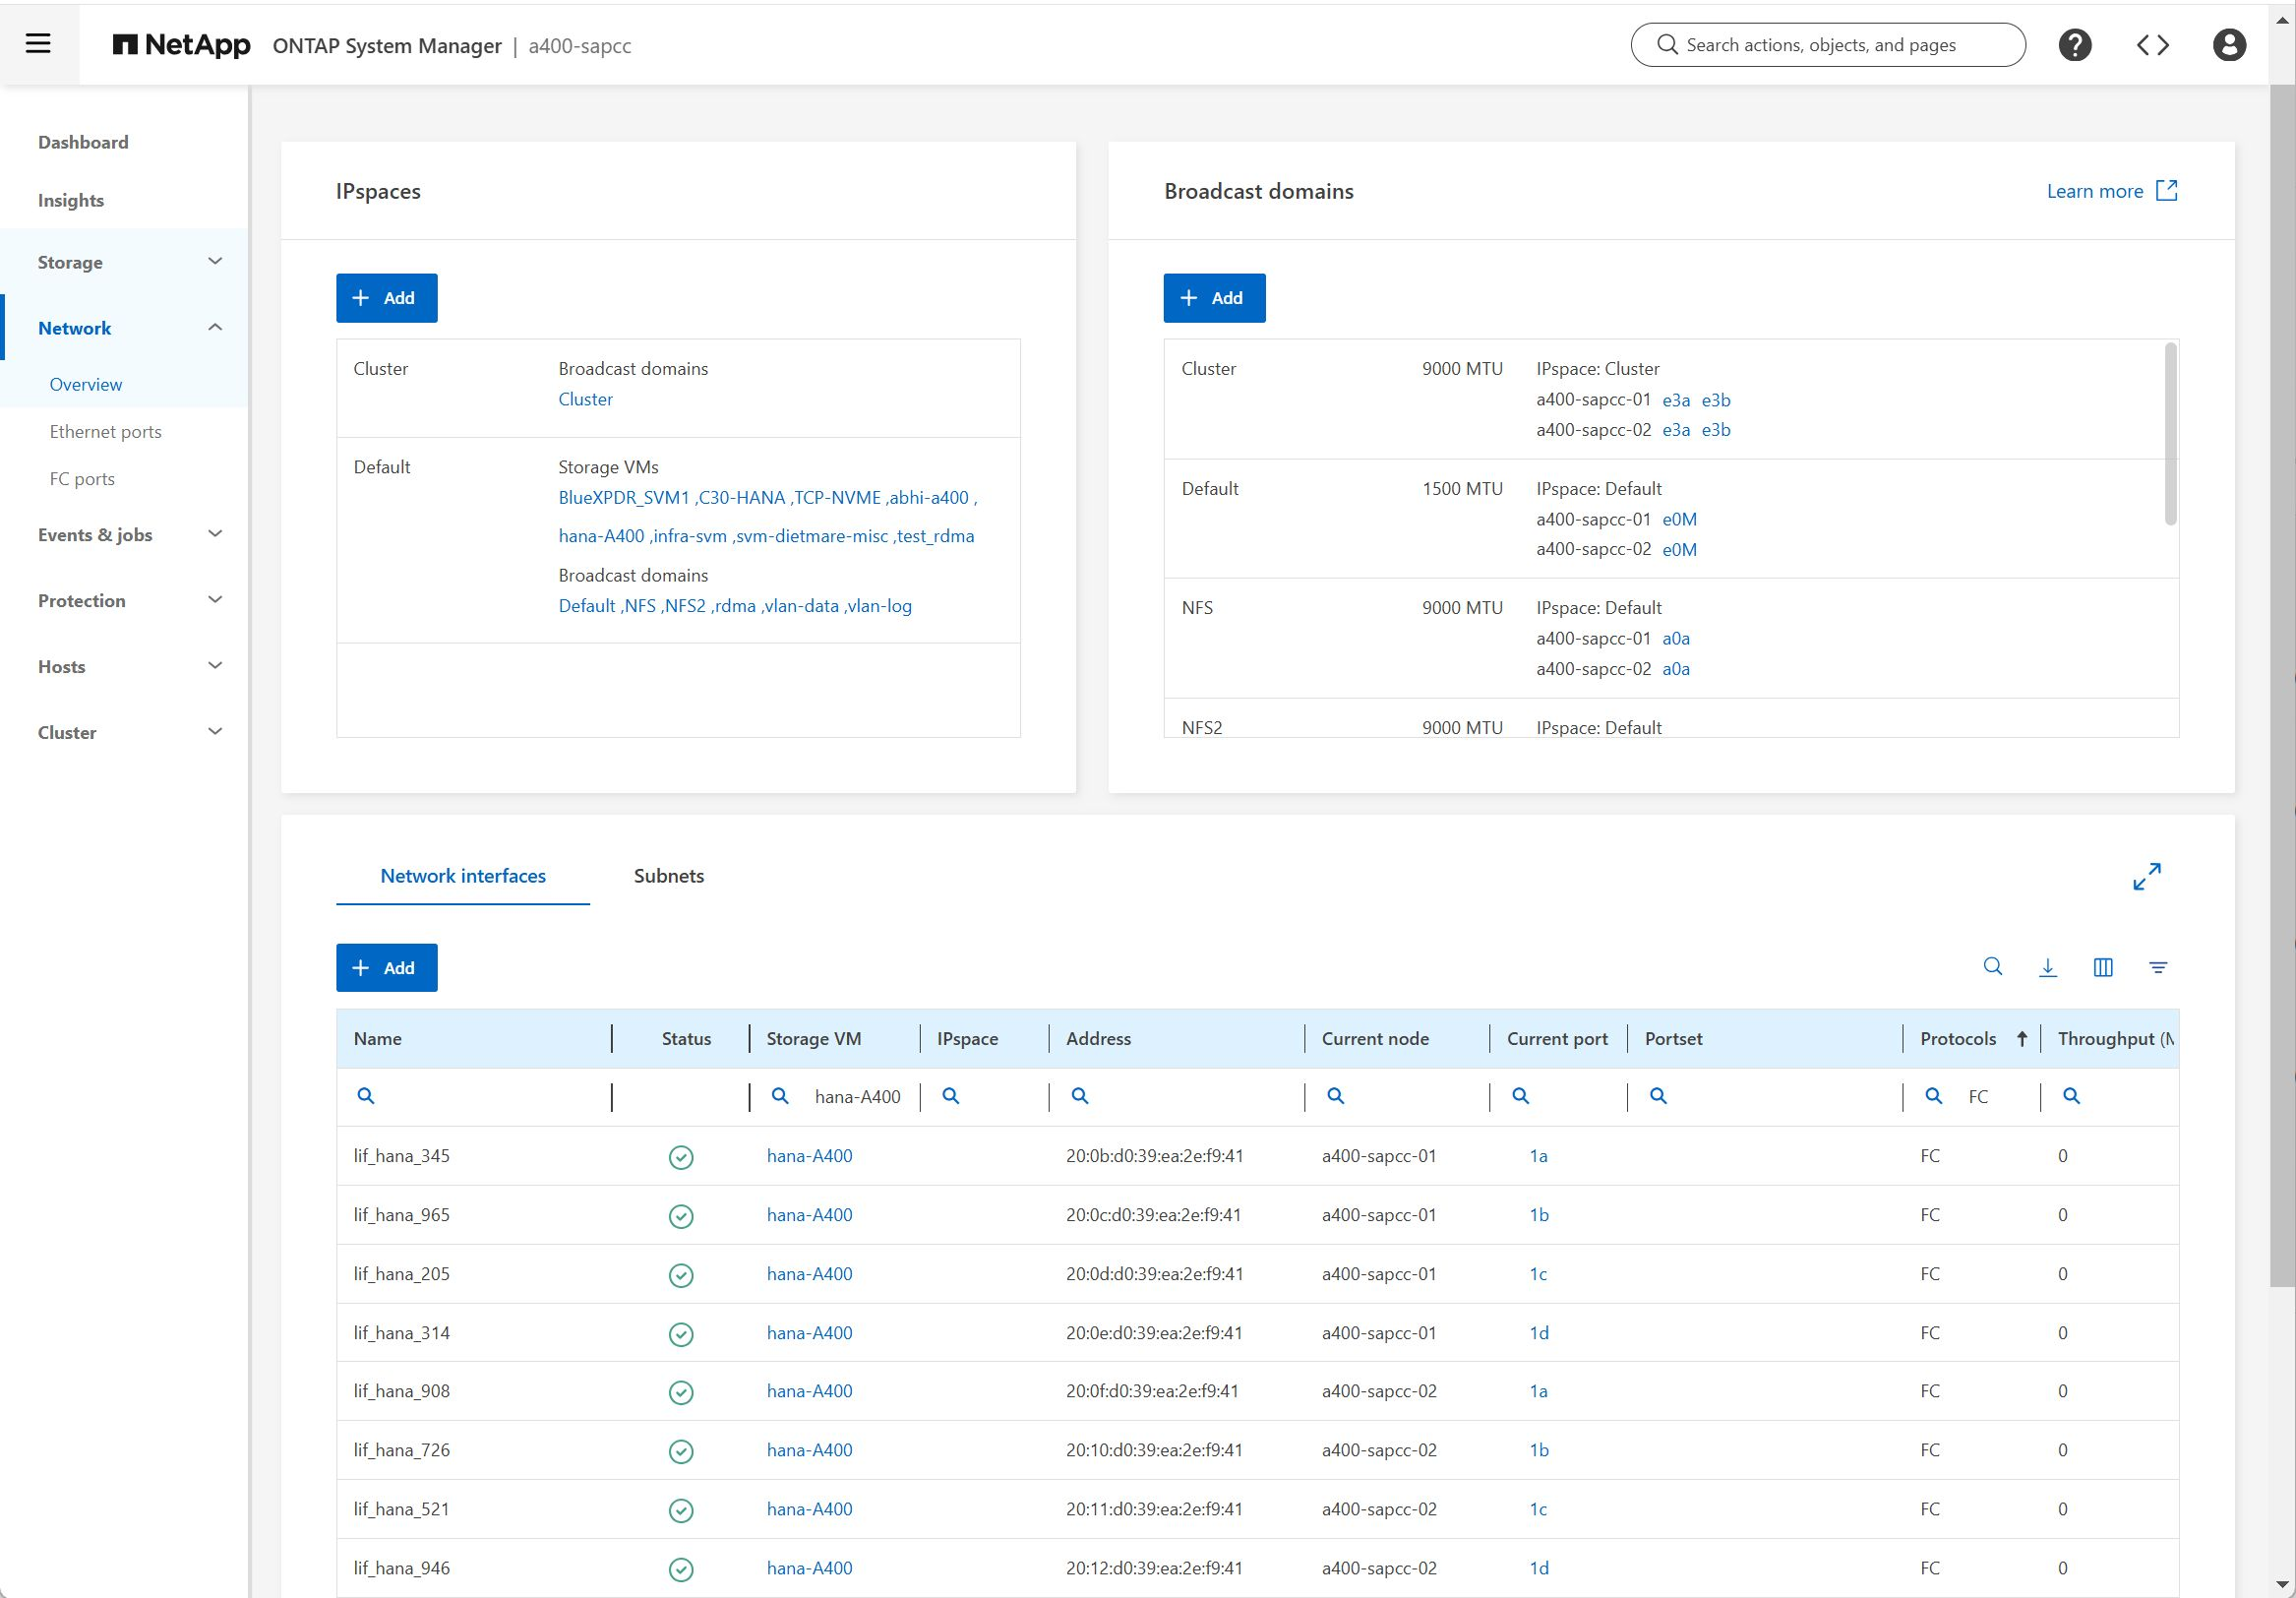 NetApp ONTAP System Manager | a400-sapcc
Search actions, objects, and pages
Dashboard
Insights
Storage
Network
Overview
Ethernet ports
FC ports
Events & jobs
Protection
Hosts
Cluster
IPspaces
Add
Cluster
Broadcast domains
Cluster
Default
Storage VMs
BlueXPDR_SVM1 ,C30-HANA ,TCP-NVME ,abhi-a400 ,
hana-A400 ,infra-svm ,svm-dietmare-misc ,test_rdma
Broadcast domains
Default ,NFS ,NFS2 ,rdma ,vlan-data ,vlan-log
Broadcast domains
Learn more
Add
Cluster 9000 MTU IPspace: Cluster
a400-sapcc-01 e3a e3b
a400-sapcc-02 e3a e3b
Default 1500 MTU IPspace: Default
a400-sapcc-01 e0M
a400-sapcc-02 e0M
NFS 9000 MTU IPspace: Default
a400-sapcc-01 a0a
a400-sapcc-02 a0a
NFS2 9000 MTU IPspace: Default
Network interfaces Subnets
Add
Name Status Storage VM IPspace Address Current node Current port Portset Protocols Throughput (M
hana-A400 FC
lif_hana_345 hana-A400 20:0b:d0:39:ea:2e:f9:41 a400-sapcc-01 1a FC 0
lif_hana_965 hana-A400 20:0c:d0:39:ea:2e:f9:41 a400-sapcc-01 1b FC 0
lif_hana_205 hana-A400 20:0d:d0:39:ea:2e:f9:41 a400-sapcc-01 1c FC 0
lif_hana_314 hana-A400 20:0e:d0:39:ea:2e:f9:41 a400-sapcc-01 1d FC 0
lif_hana_908 hana-A400 20:0f:d0:39:ea:2e:f9:41 a400-sapcc-02 1a FC 0
lif_hana_726 hana-A400 20:10:d0:39:ea:2e:f9:41 a400-sapcc-02 1b FC 0
lif_hana_521 hana-A400 20:11:d0:39:ea:2e:f9:41 a400-sapcc-02 1c FC 0
lif_hana_946 hana-A400 20:12:d0:39:ea:2e:f9:41 a400-sapcc-02 1d FC 0